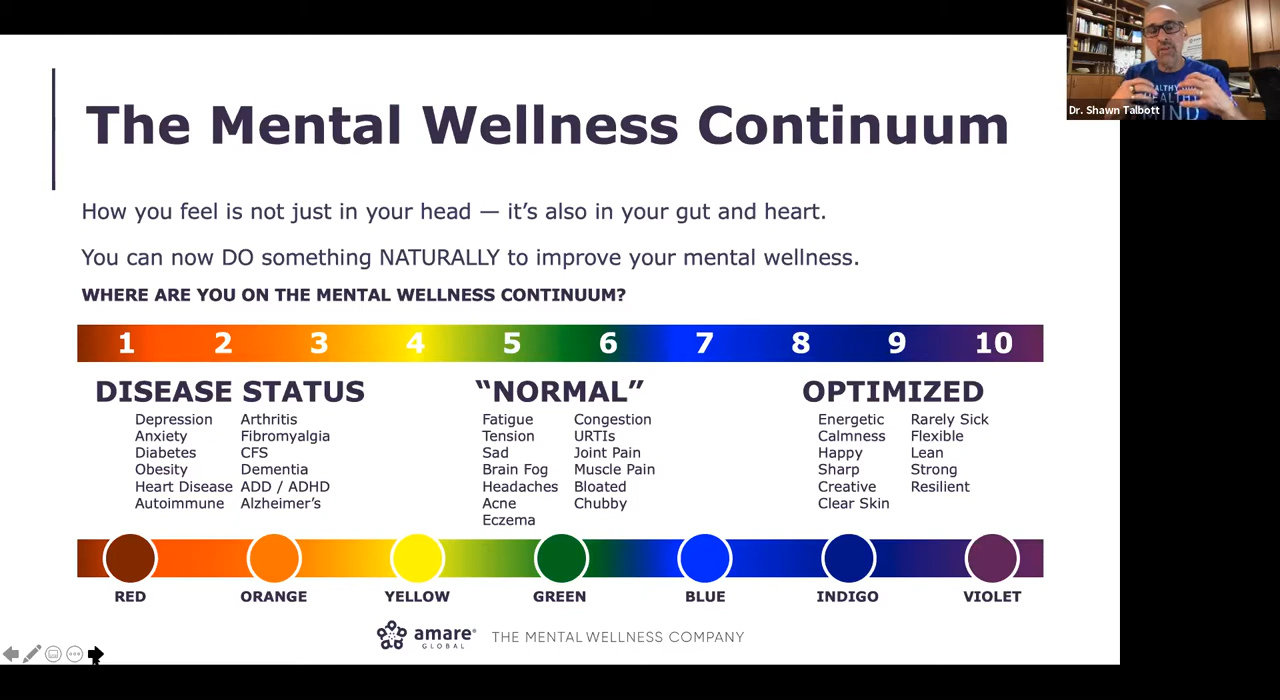 The Mental Wellness Continuum
Dr. Shawn Talbott
How you feel is not just in your head — it's also in your gut and heart.
You can now DO something NATURALLY to improve your mental wellness.
WHERE ARE YOU ON THE MENTAL WELLNESS CONTINUUM?
1 2 3 4 5 6 7 8 9 10
DISEASE STATUS
Depression Arthritis
Anxiety Fibromyalgia
Diabetes CFS
Obesity Dementia
Heart Disease ADD / ADHD
Autoimmune Alzheimer's
"NORMAL"
Fatigue Congestion
Tension URTIs
Sad Joint Pain
Brain Fog Muscle Pain
Headaches Bloated
Acne Chubby
Eczema
OPTIMIZED
Energetic Rarely Sick
Calmness Flexible
Happy Lean
Sharp Strong
Creative Resilient
Clear Skin
RED ORANGE YELLOW GREEN BLUE INDIGO VIOLET
amare® THE MENTAL WELLNESS COMPANY
GLOBAL